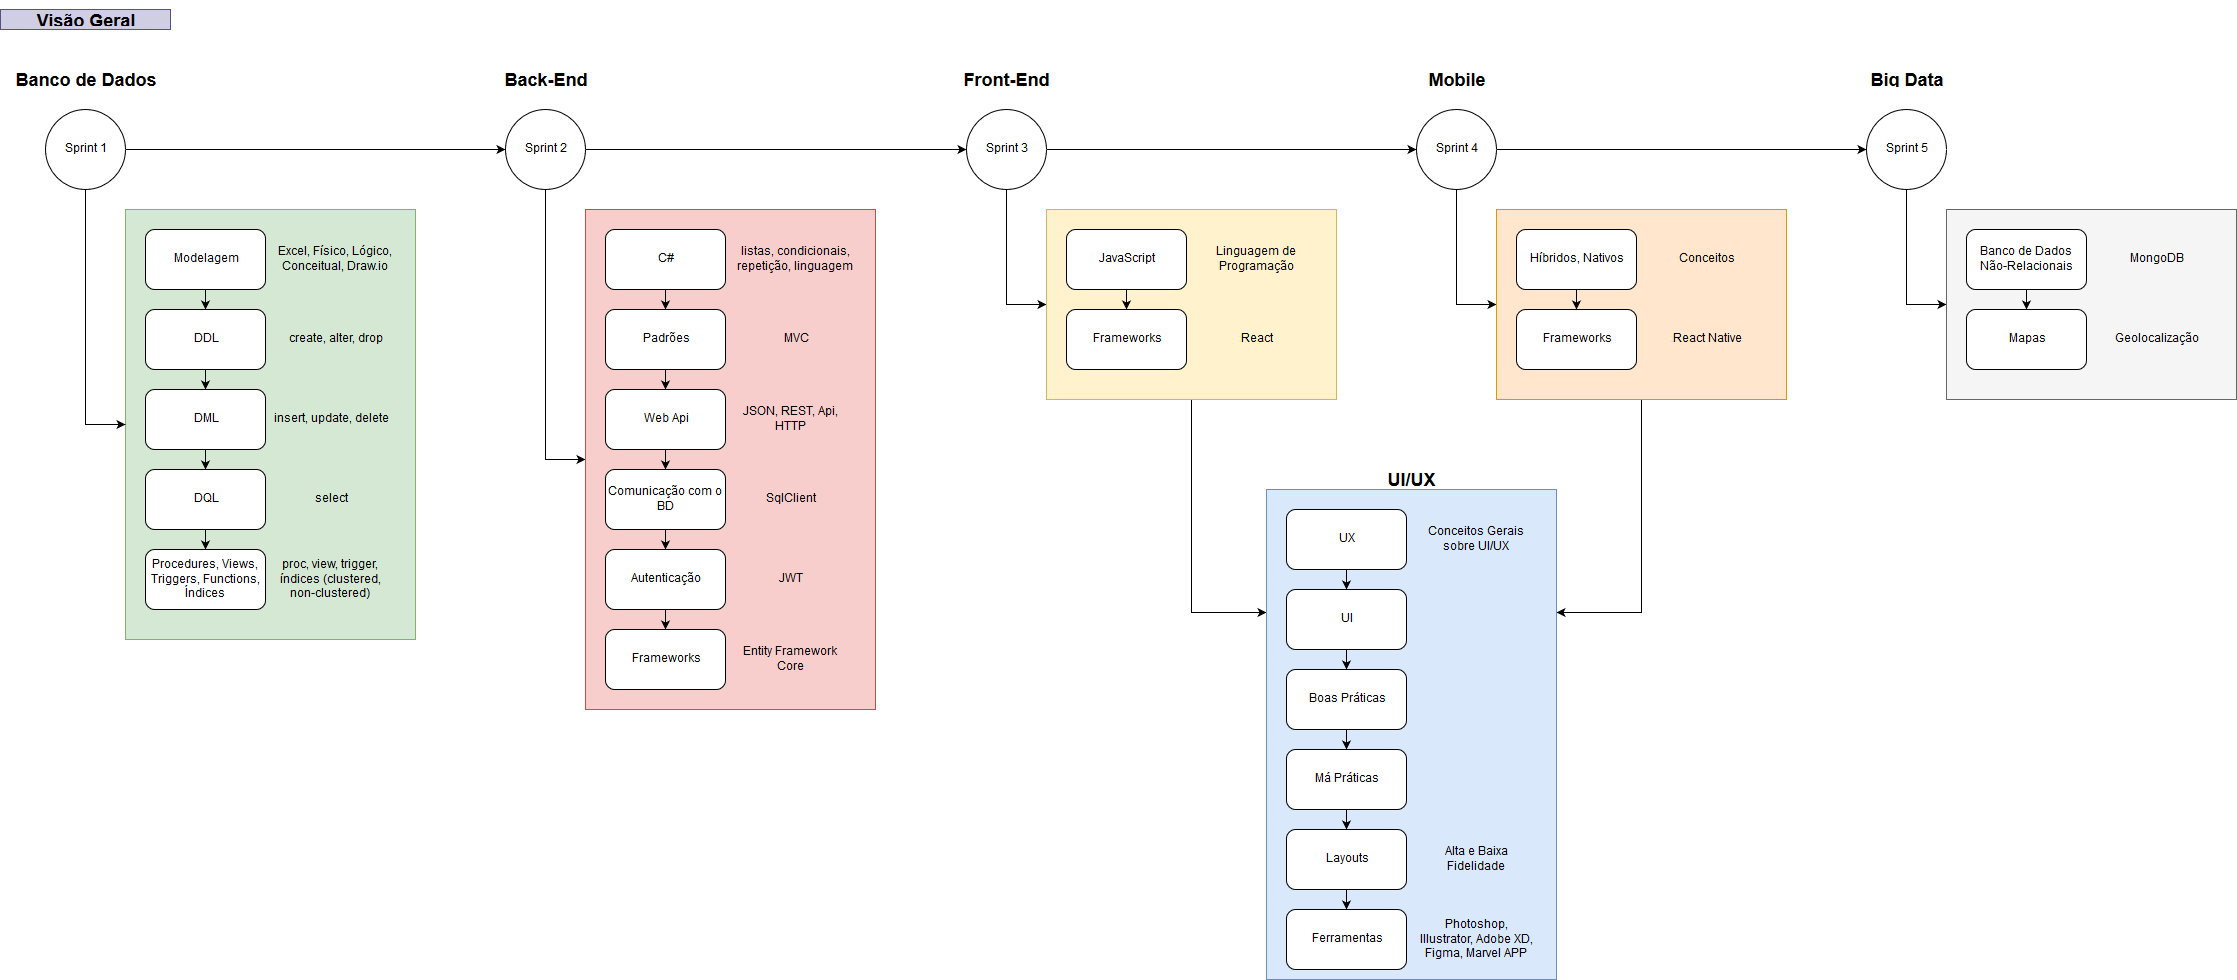 Visão Geral
Banco de Dados
Back-End
Front-End
Mobile
Big Data
Sprint 1
Sprint 2
Sprint 3
Sprint 4
Sprint 5
Modelagem
Excel, Físico, Lógico,
Conceitual, Draw.io
DDL
create, alter, drop
DML
insert, update, delete
DQL
select
Procedures, Views,
Triggers, Functions,
Índices
proc, view, trigger,
índices (clustered,
non-clustered)
C#
listas, condicionais,
repetição, linguagem
Padrões
MVC
Web Api
JSON, REST, Api,
HTTP
Comunicação com o
BD
SqlClient
Autenticação
JWT
Frameworks
Entity Framework
Core
JavaScript
Linguagem de
Programação
Frameworks
React
Híbridos, Nativos
Conceitos
Frameworks
React Native
Banco de Dados
Não-Relacionais
MongoDB
Mapas
Geolocalização
UI/UX
UX
Conceitos Gerais
sobre UI/UX
UI
Boas Práticas
Má Práticas
Layouts
Alta e Baixa
Fidelidade
Ferramentas
Photoshop,
Illustrator, Adobe XD,
Figma, Marvel APP